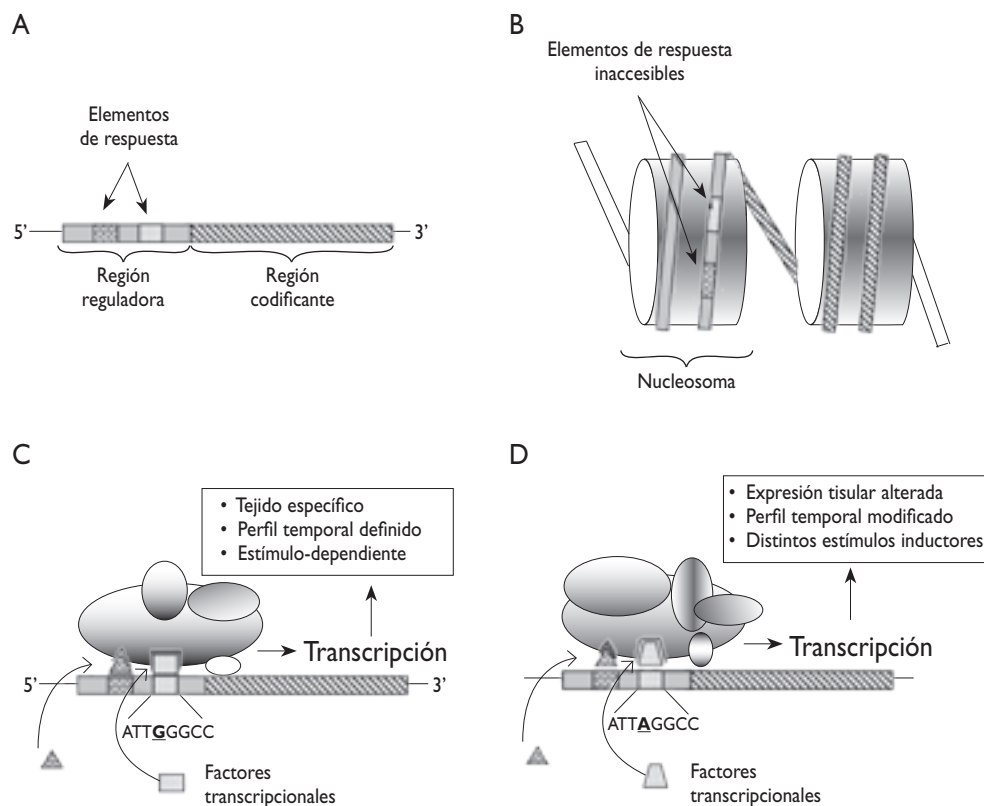 A
Elementos
de respuesta
5'
3'
Región
reguladora
Región
codificante
B
Elementos de respuesta
inaccesibles
Nucleosoma
C
• Tejido específico
• Perfil temporal definido
• Estímulo-dependiente
Transcripción
5'
3'
ATTGGGCC
Factores
transcripcionales
D
• Expresión tisular alterada
• Perfil temporal modificado
• Distintos estímulos inductores
Transcripción
ATTAGGCC
Factores
transcripcionales